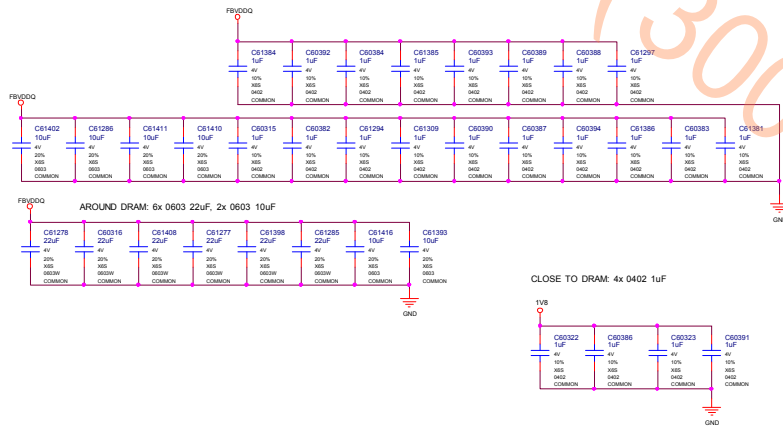 FBVDDQ
C61384 C60392 C60384 C61385 C60393 C60389 C60388 C61297
1uF 1uF 1uF 1uF 1uF 1uF 1uF 1uF
4V 4V 4V 4V 4V 4V 4V 4V
10% 10% 10% 10% 10% 10% 10% 10%
X6S X6S X6S X6S X6S X6S X6S X6S
0402 0402 0402 0402 0402 0402 0402 0402
COMMON COMMON COMMON COMMON COMMON COMMON COMMON COMMON
FBVDDQ
C61402 C61286 C61411 C61410 C60315 C60382 C61294 C61309 C60390 C60387 C60394 C61386 C60383 C61381
10uF 10uF 10uF 10uF 1uF 1uF 1uF 1uF 1uF 1uF 1uF 1uF 1uF 1uF
4V 4V 4V 4V 4V 4V 4V 4V 4V 4V 4V 4V 4V 4V
20% 20% 20% 20% 10% 10% 10% 10% 10% 10% 10% 10% 10% 10%
X6S X6S X6S X6S X6S X6S X6S X6S X6S X6S X6S X6S X6S X6S
0603 0603 0603 0603 0402 0402 0402 0402 0402 0402 0402 0402 0402 0402
COMMON COMMON COMMON COMMON COMMON COMMON COMMON COMMON COMMON COMMON COMMON COMMON COMMON COMMON
GND
FBVDDQ
AROUND DRAM: 6x 0603 22uF, 2x 0603 10uF
C61278 C60316 C61408 C61277 C61398 C61285 C61416 C61393
22uF 22uF 22uF 22uF 22uF 22uF 10uF 10uF
4V 4V 4V 4V 4V 4V 4V 4V
20% 20% 20% 20% 20% 20% 20% 20%
X6S X6S X6S X6S X6S X6S X6S X6S
0603W 0603W 0603W 0603W 0603W 0603W 0603 0603
COMMON COMMON COMMON COMMON COMMON COMMON COMMON COMMON
GND
CLOSE TO DRAM: 4x 0402 1uF
1V8
C60322 C60386 C60323 C60391
1uF 1uF 1uF 1uF
4V 4V 4V 4V
10% 10% 10% 10%
X6S X6S X6S X6S
0402 0402 0402 0402
COMMON COMMON COMMON COMMON
GND